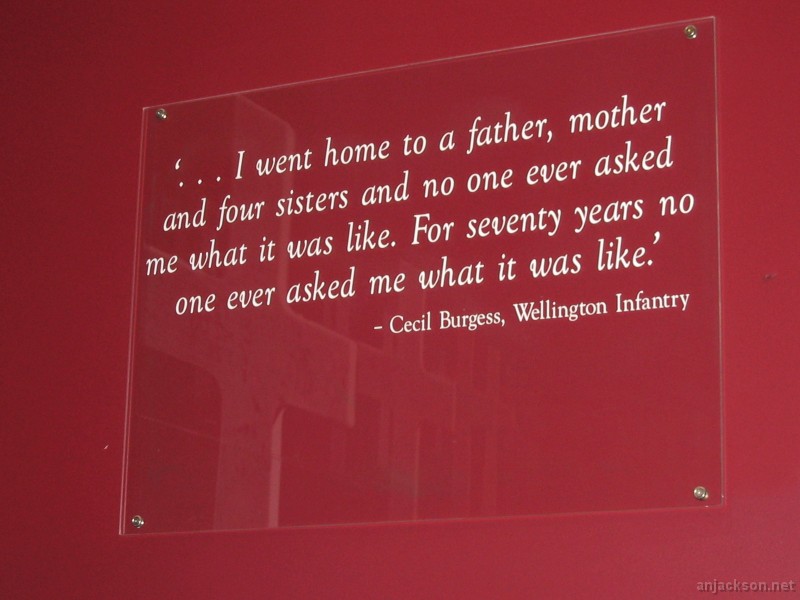 ‘. . . I went home to a father, mother
and four sisters and no one ever asked
me what it was like. For seventy years no
one ever asked me what it was like.’
– Cecil Burgess, Wellington Infantry
anjackson.net